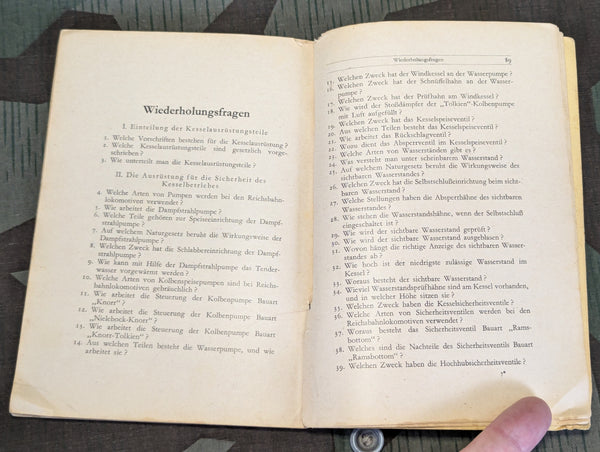 Wiederholungsfragen
I. Einteilung der Kesselausrüstungsteile
1. Welche Vorschriften bestehen für die Kesselausrüstung?
2. Welche Kesselausrüstungsteile sind gesetzlich vorge-
schrieben?
3. Wie unterteilt man die Kesselausrüstungsteile?
II. Die Ausrüstung für die Sicherheit des
Kesselbetriebes
4. Welche Arten von Pumpen werden bei den Reichsbahn-
lokomotiven verwendet?
5. Wie arbeitet die Dampfstrahlpumpe?
6. Welche Teile gehören zur Speiseeinrichtung der Dampf-
strahlpumpe?
7. Auf welchem Naturgesetz beruht die Wirkungsweise der
Dampfstrahlpumpe?
8. Welchen Zweck hat die Schlabbereinrichtung der Dampf-
strahlpumpe?
9. Wie kann mit Hilfe der Dampfstrahlpumpe das Tender-
wasser vorgewärmt werden?
10. Welche Arten von Kolbenspeisepumpen sind bei Reichs-
bahnlokomotiven gebräuchlich?
11. Wie arbeitet die Steuerung der Kolbenpumpe Bauart
„Knorr“?
12. Wie arbeitet die Steuerung der Kolbenpumpe Bauart
„Nielebock-Knorr“?
13. Wie arbeitet die Steuerung der Kolbenpumpe Bauart
„Knorr-Tolkien“?
14. Aus welchen Teilen besteht die Wasserpumpe, und wie
arbeitet sie?
Wiederholungsfragen 89
15. Welchen Zweck hat der Windkessel an der Wasserpumpe?
16. Welchen Zweck hat der Schnüffelhahn an der Wasser-
pumpe?
17. Welchen Zweck hat der Prüfhahn am Windkessel?
18. Wie wird der Stoßdämpfer der „Tolkien“-Kolbenpumpe
mit Luft aufgefüllt?
19. Welchen Zweck hat das Kesselspeiseventil?
20. Aus welchen Teilen besteht das Kesselspeiseventil?
21. Wie arbeitet das Rückschlagventil?
22. Wozu dient das Absperrventil im Kesselspeiseventil?
23. Welche Arten von Wasserständen gibt es?
24. Was versteht man unter scheinbarem Wasserstand?
25. Auf welchem Naturgesetz beruht die Wirkungsweise des
sichtbaren Wasserstandes?
26. Welchen Zweck hat die Selbstschlußeinrichtung beim sicht-
baren Wasserstand?
27. Welche Stellungen haben die Absperrhähne des sichtbaren
Wasserstandes?
28. Wie stehen die Wasserstandshähne, wenn der Selbstschluß
eingeschaltet ist?
29. Wie wird der sichtbare Wasserstand geprüft?
30. Wie wird der sichtbare Wasserstand ausgeblasen?
31. Wovon hängt die richtige Anzeige des sichtbaren Wasser-
standes ab?
32. Wie hoch ist der niedrigste zulässige Wasserstand im
Kessel?
33. Woraus besteht der sichtbare Wasserstand?
34. Wieviel Wasserstandsprüfhähne sind am Kessel vorhanden,
und in welcher Höhe sitzen sie?
35. Welchen Zweck haben die Kesselsicherheitsventile?
36. Welche Arten von Sicherheitsventilen werden bei den
Reichsbahnlokomotiven verwendet?
37. Woraus besteht das Sicherheitsventil Bauart „Rams-
bottom“?
38. Welches sind die Nachteile des Sicherheitsventils Bauart
„Ramsbottom“?
39. Welchen Zweck haben die Hochhubsicherheitsventile?